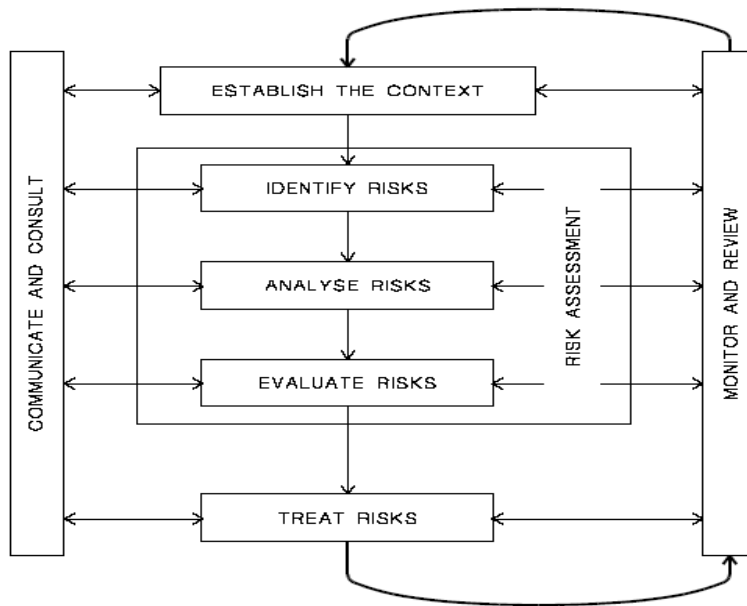 ESTABLISH THE CONTEXT
COMMUNICATE AND CONSULT
IDENTIFY RISKS
ANALYSE RISKS
EVALUATE RISKS
RISK ASSESSMENT
MONITOR AND REVIEW
TREAT RISKS